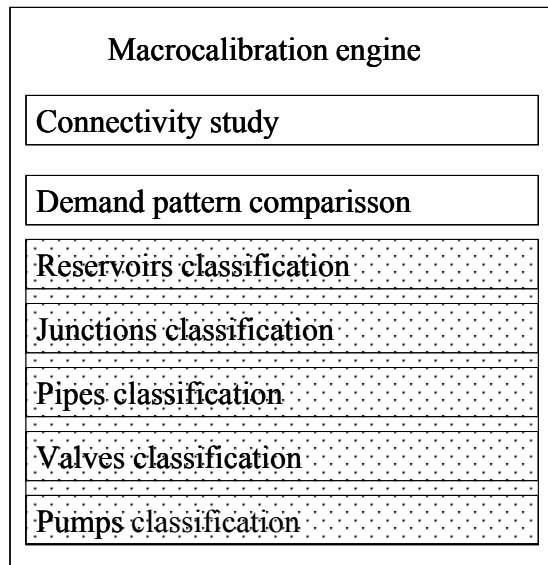 Macrocalibration engine
Connectivity study
Demand pattern comparisson
Reservoirs classification
Junctions classification
Pipes classification
Valves classification
Pumps classification